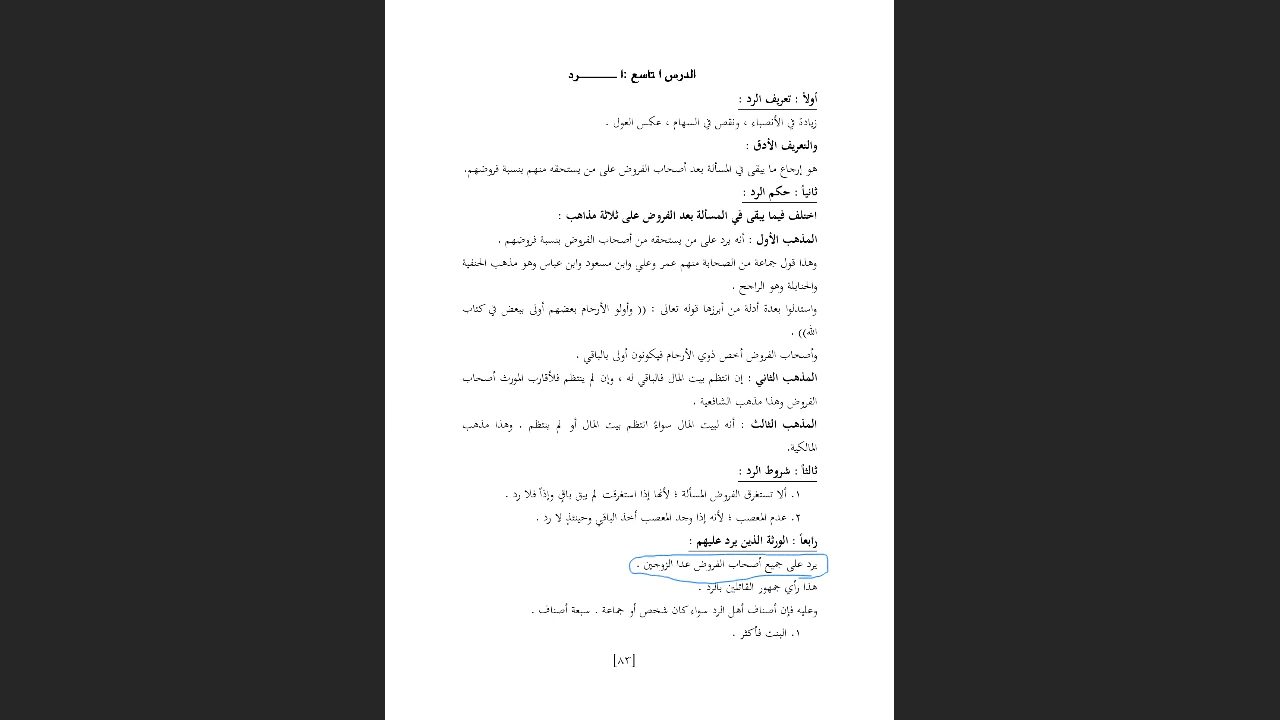 الدرس التاسع :الـــــــرد
أولاً : تعريف الرد :
زيادة في الأنصباء ، ونقص في السهام ، عكس العول .
والتعريف الأدق :
هو إرجاع ما يبقى في المسألة بعد أصحاب الفروض على من يستحقه منهم بنسبة فروضهم.
ثانياً : حكم الرد :
اختلف فيما يبقى في المسألة بعد الفروض على ثلاثة مذاهب :
المذهب الأول : أنه يرد على من يستحقه من أصحاب الفروض بنسبة فروضهم .
وهذا قول جماعة من الصحابة منهم عمر وعلي وابن مسعود وابن عباس وهو مذهب الحنفية
والحنابلة وهو الراجح .
واستدلوا بعدة أدلة من أبرزها قوله تعالى : (( وأولو الأرحام بعضهم أولى ببعض في كتاب
الله)) .
وأصحاب الفروض أخص ذوي الأرحام فيكونون أولى بالباقي .
المذهب الثاني : إن انتظم بيت المال فالباقي له ، وإن لم ينتظم فلأقارب المورث أصحاب
الفروض وهذا مذهب الشافعية .
المذهب الثالث : أنه لبيت المال سواءً انتظم بيت المال أو لم ينتظم . وهذا مذهب
المالكية.
ثالثاً : شروط الرد :
١. ألا تستغرق الفروض المسألة ؛ لأنها إذا استغرقت لم يبق باقٍ وإذاً فلا رد .
٢. عدم المعصب ؛ لأنه إذا وجد المعصب أخذ الباقي وحينئذٍ لا رد .
رابعاً : الورثة الذين يرد عليهم :
يرد على جميع أصحاب الفروض عدا الزوجين .
هذا رأي جمهور القائلين بالرد .
وعليه فإن أصناف أهل الرد سواء كان شخص أو جماعة . سبعة أصناف .
١. البنت فأكثر .
[٨٣]